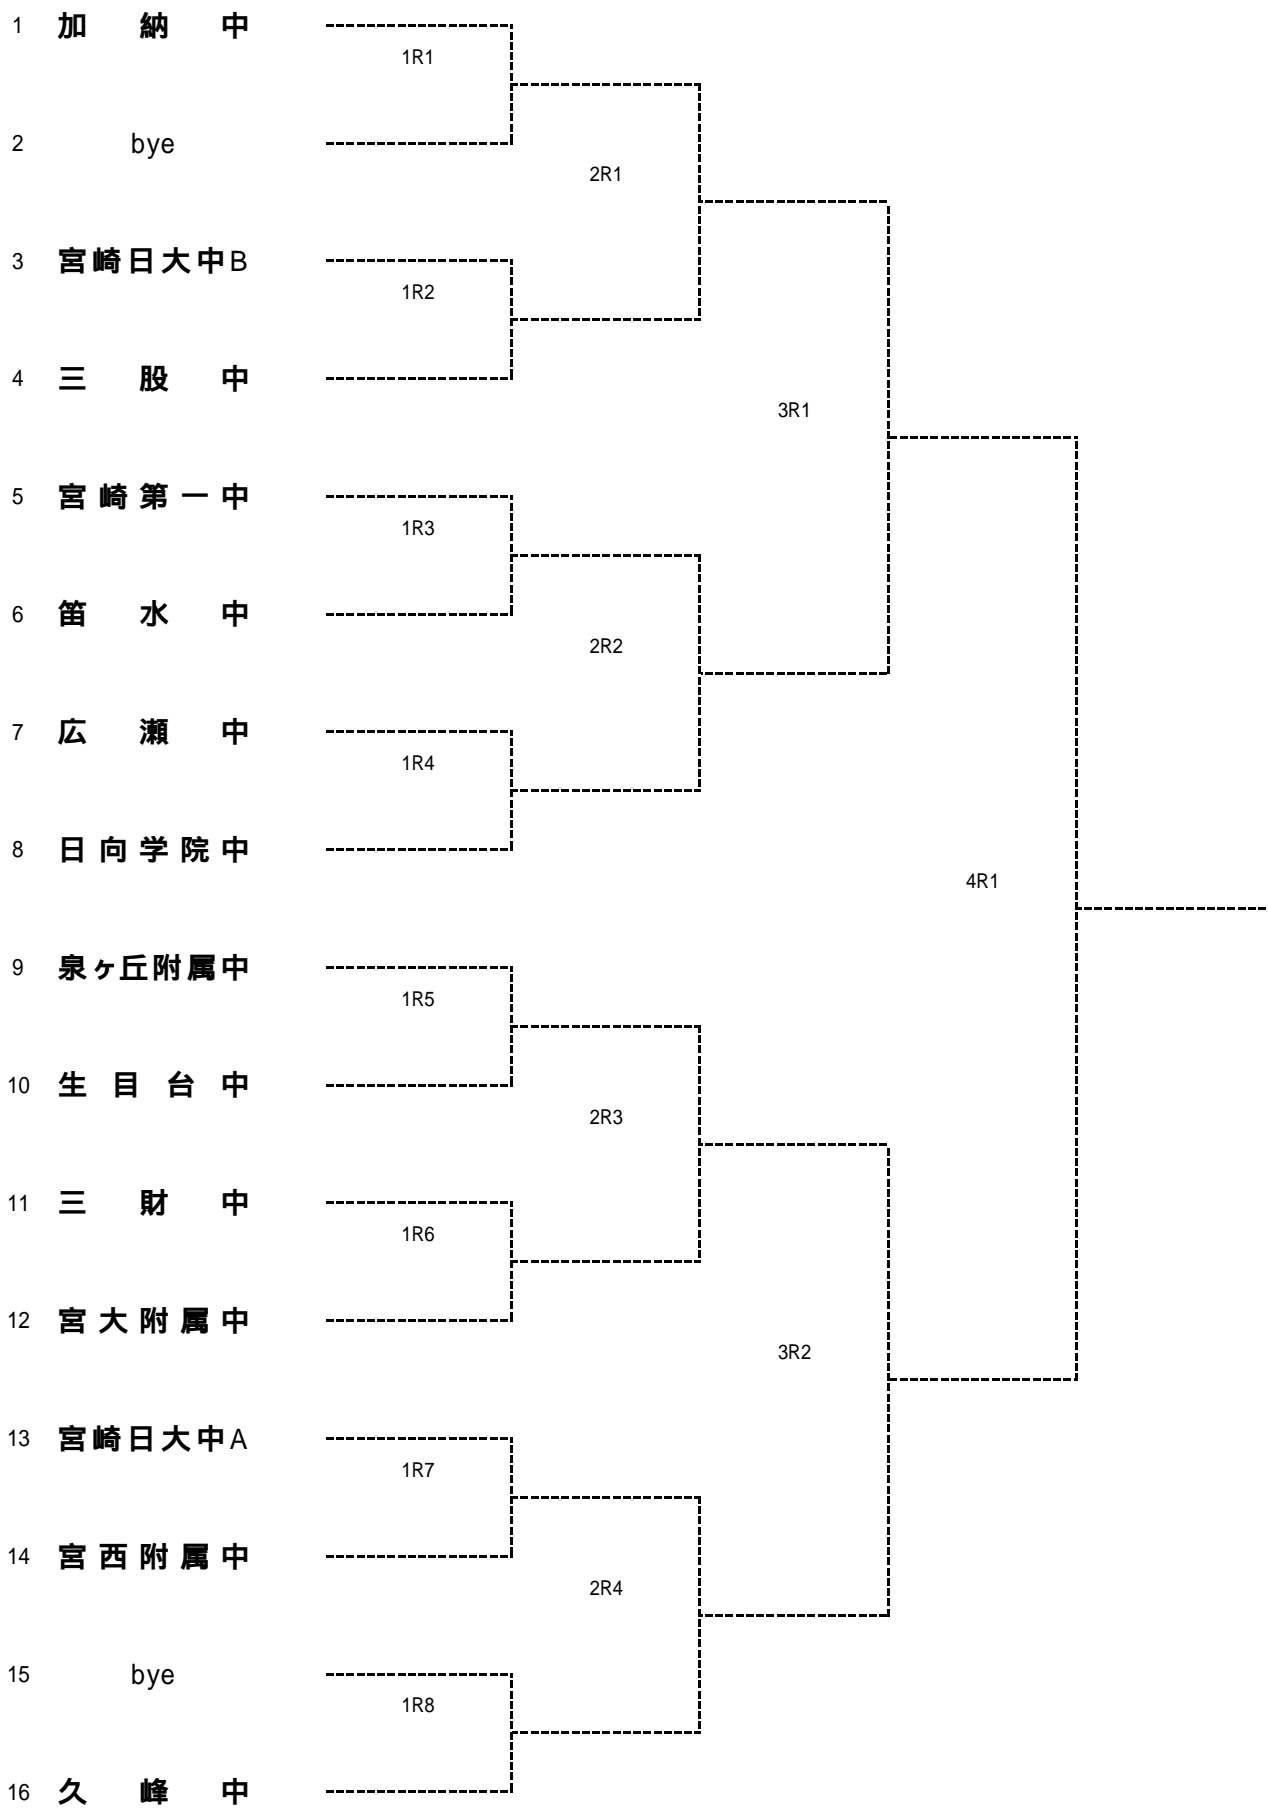 1 加納中
1R1
2 bye
2R1
3 宮崎日大中B
1R2
4 三股中
3R1
5 宮崎第一中
1R3
6 笛水中
2R2
7 広瀬中
1R4
8 日向学院中
4R1
9 泉ヶ丘附属中
1R5
10 生目台中
2R3
11 三財中
1R6
12 宮大附属中
3R2
13 宮崎日大中A
1R7
14 宮西附属中
2R4
15 bye
1R8
16 久峰中